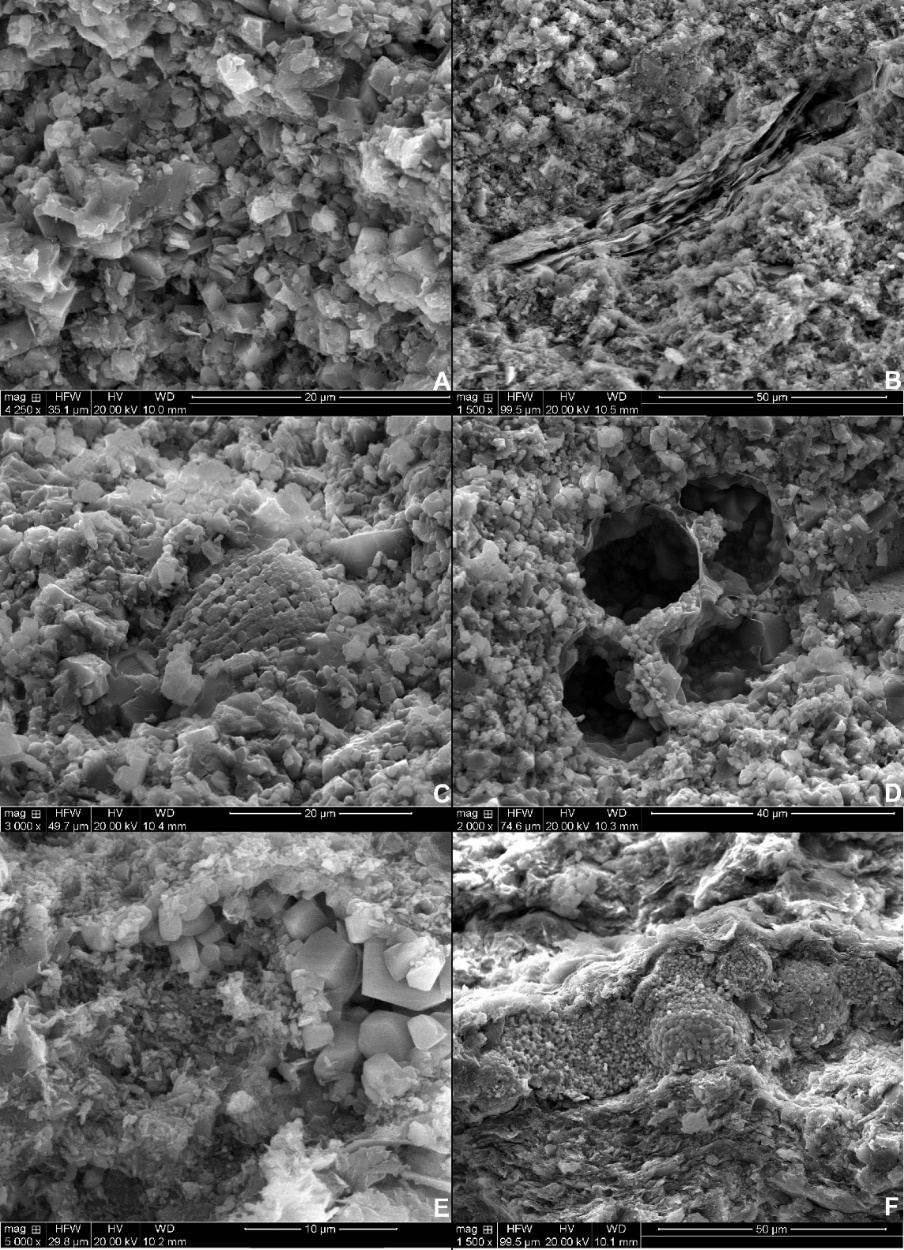 A
mag ⊞ HFW HV WD
4 250 x 35.1 µm 20.00 kV 10.0 mm
20 µm
B
mag ⊞ HFW HV WD
1 500 x 99.5 µm 20.00 kV 10.5 mm
50 µm
C
mag ⊞ HFW HV WD
3 000 x 49.7 µm 20.00 kV 10.4 mm
20 µm
D
mag ⊞ HFW HV WD
2 000 x 74.6 µm 20.00 kV 10.3 mm
40 µm
E
mag ⊞ HFW HV WD
5 000 x 29.8 µm 20.00 kV 10.2 mm
10 µm
F
mag ⊞ HFW HV WD
1 500 x 99.5 µm 20.00 kV 10.1 mm
50 µm